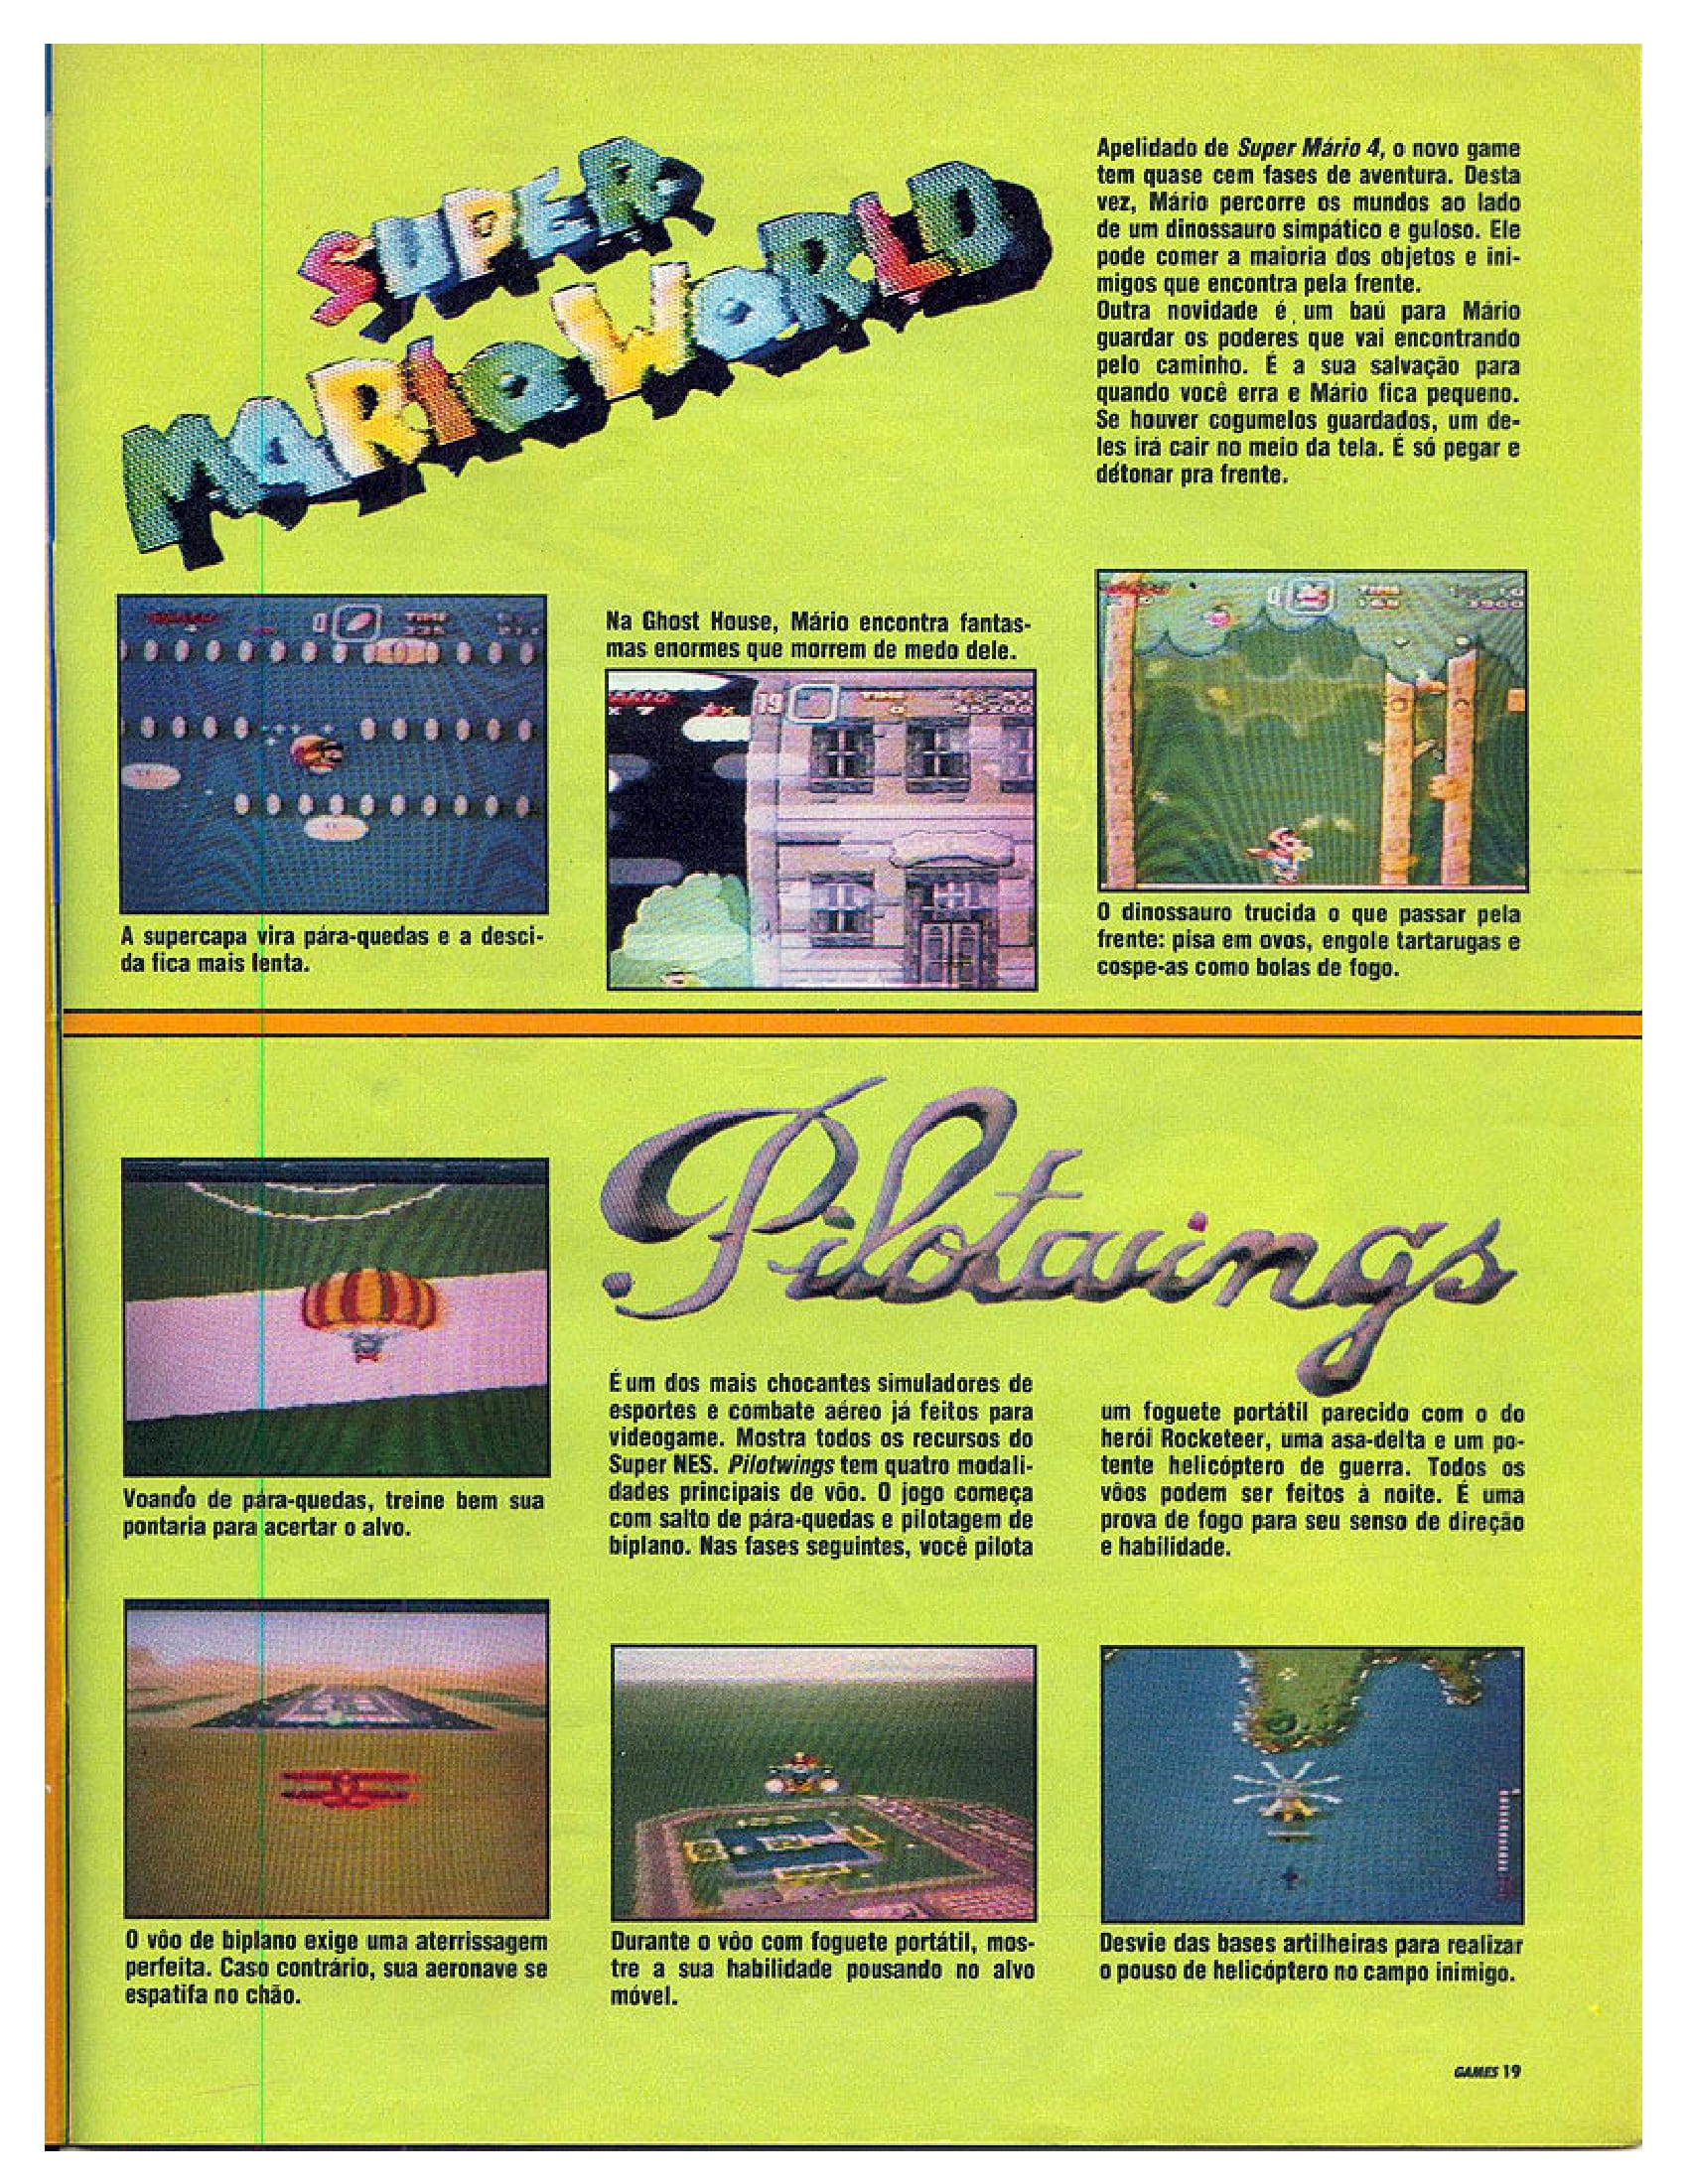 SUPER
MARIO WORLD
Apelidado de Super Mário 4, o novo game
tem quase cem fases de aventura. Desta
vez, Mário percorre os mundos ao lado
de um dinossauro simpático e guloso. Ele
pode comer a maioria dos objetos e ini-
migos que encontra pela frente.
Outra novidade é um baú para Mário
guardar os poderes que vai encontrando
pelo caminho. É a sua salvação para
quando você erra e Mário fica pequeno.
Se houver cogumelos guardados, um de-
les irá cair no meio da tela. É só pegar e
detonar pra frente.
TIME
A supercapa vira pára-quedas e a desci-
da fica mais lenta.
Na Ghost House, Mário encontra fantas-
mas enormes que morrem de medo dele.
MARIO
x 7
19
TIME
0
45200
TIME
168
O dinossauro trucida o que passar pela
frente: pisa em ovos, engole tartarugas e
cospe-as como bolas de fogo.
Pilotwings
Voando de pára-quedas, treine bem sua
pontaria para acertar o alvo.
É um dos mais chocantes simuladores de
esportes e combate aéreo já feitos para
videogame. Mostra todos os recursos do
Super NES. Pilotwings tem quatro modali-
dades principais de vôo. O jogo começa
com salto de pára-quedas e pilotagem de
biplano. Nas fases seguintes, você pilota
um foguete portátil parecido com o do
herói Rocketeer, uma asa-delta e um po-
tente helicóptero de guerra. Todos os
vôos podem ser feitos à noite. É uma
prova de fogo para seu senso de direção
e habilidade.
O vôo de biplano exige uma aterrissagem
perfeita. Caso contrário, sua aeronave se
espatifa no chão.
Durante o vôo com foguete portátil, mos-
tre a sua habilidade pousando no alvo
móvel.
Desvie das bases artilheiras para realizar
o pouso de helicóptero no campo inimigo.
GAMES 19